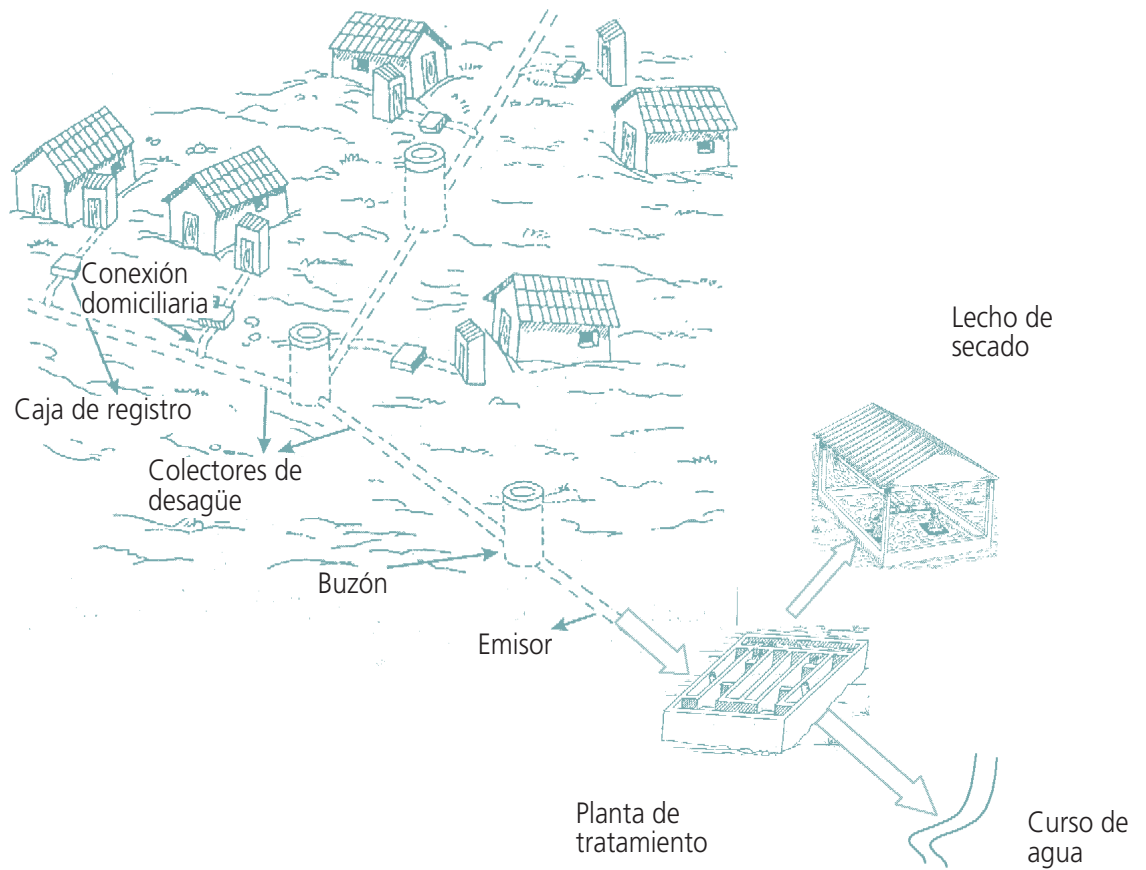 Conexión
domiciliaria
Lecho de
secado
Caja de registro
Colectores de
desagüe
Buzón
Emisor
Planta de
tratamiento
Curso de
agua